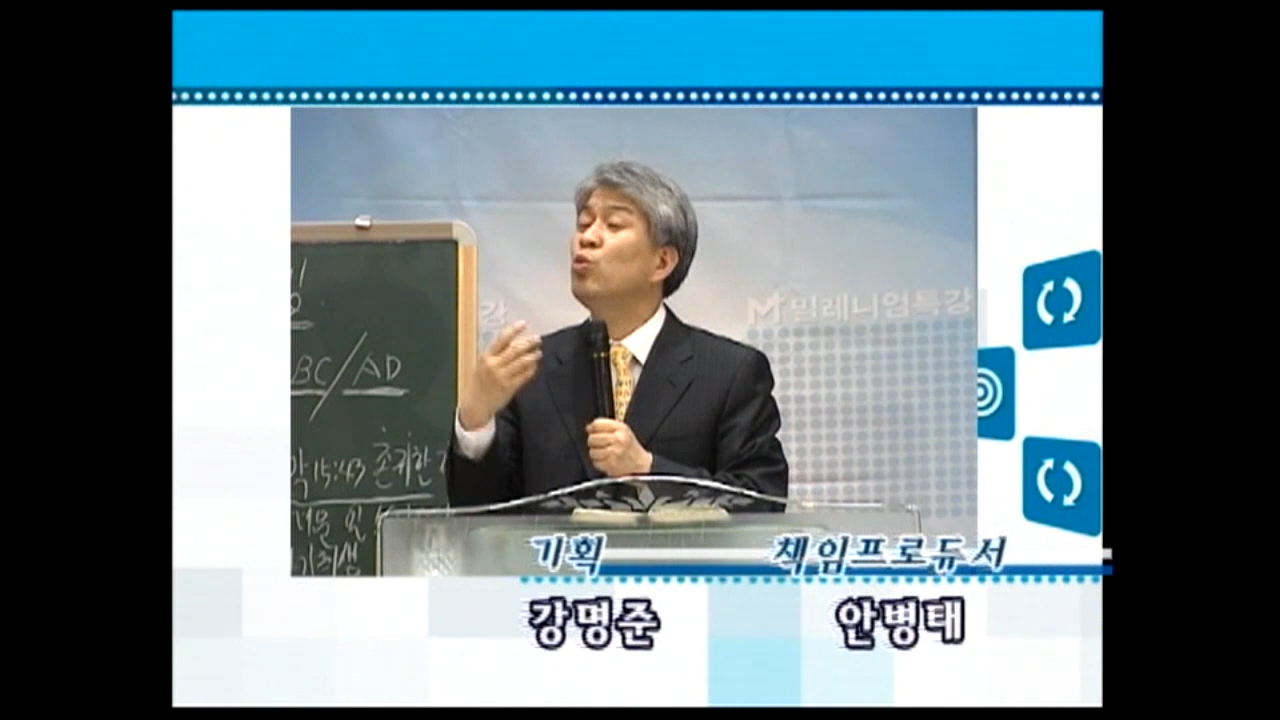 BC/AD
막15:43 존귀한
강
밀레니엄특강
기획 책임프로듀서
강명준 안병태